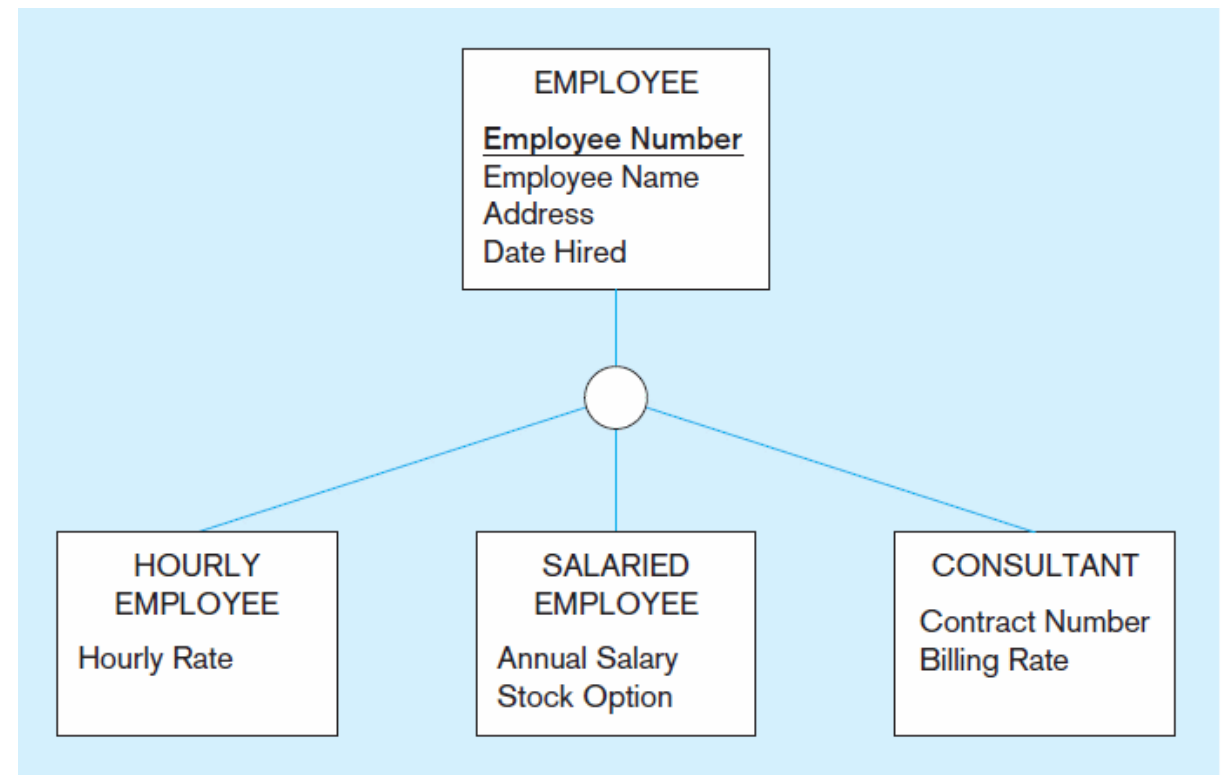 EMPLOYEE
Employee Number
Employee Name
Address
Date Hired
HOURLY
EMPLOYEE
Hourly Rate
SALARIED
EMPLOYEE
Annual Salary
Stock Option
CONSULTANT
Contract Number
Billing Rate